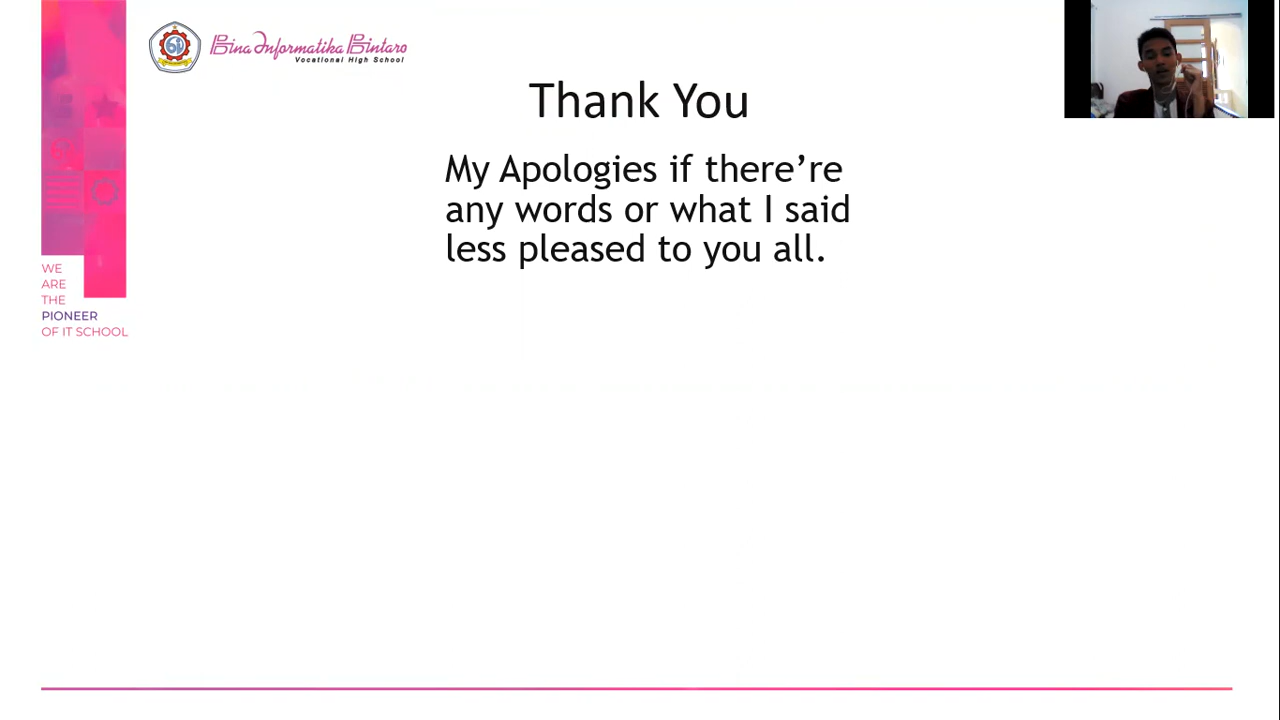 Bina Informatika Bintaro
Vocational High School
Thank You
My Apologies if there’re
any words or what I said
less pleased to you all.
WE
ARE
THE
PIONEER
OF IT SCHOOL